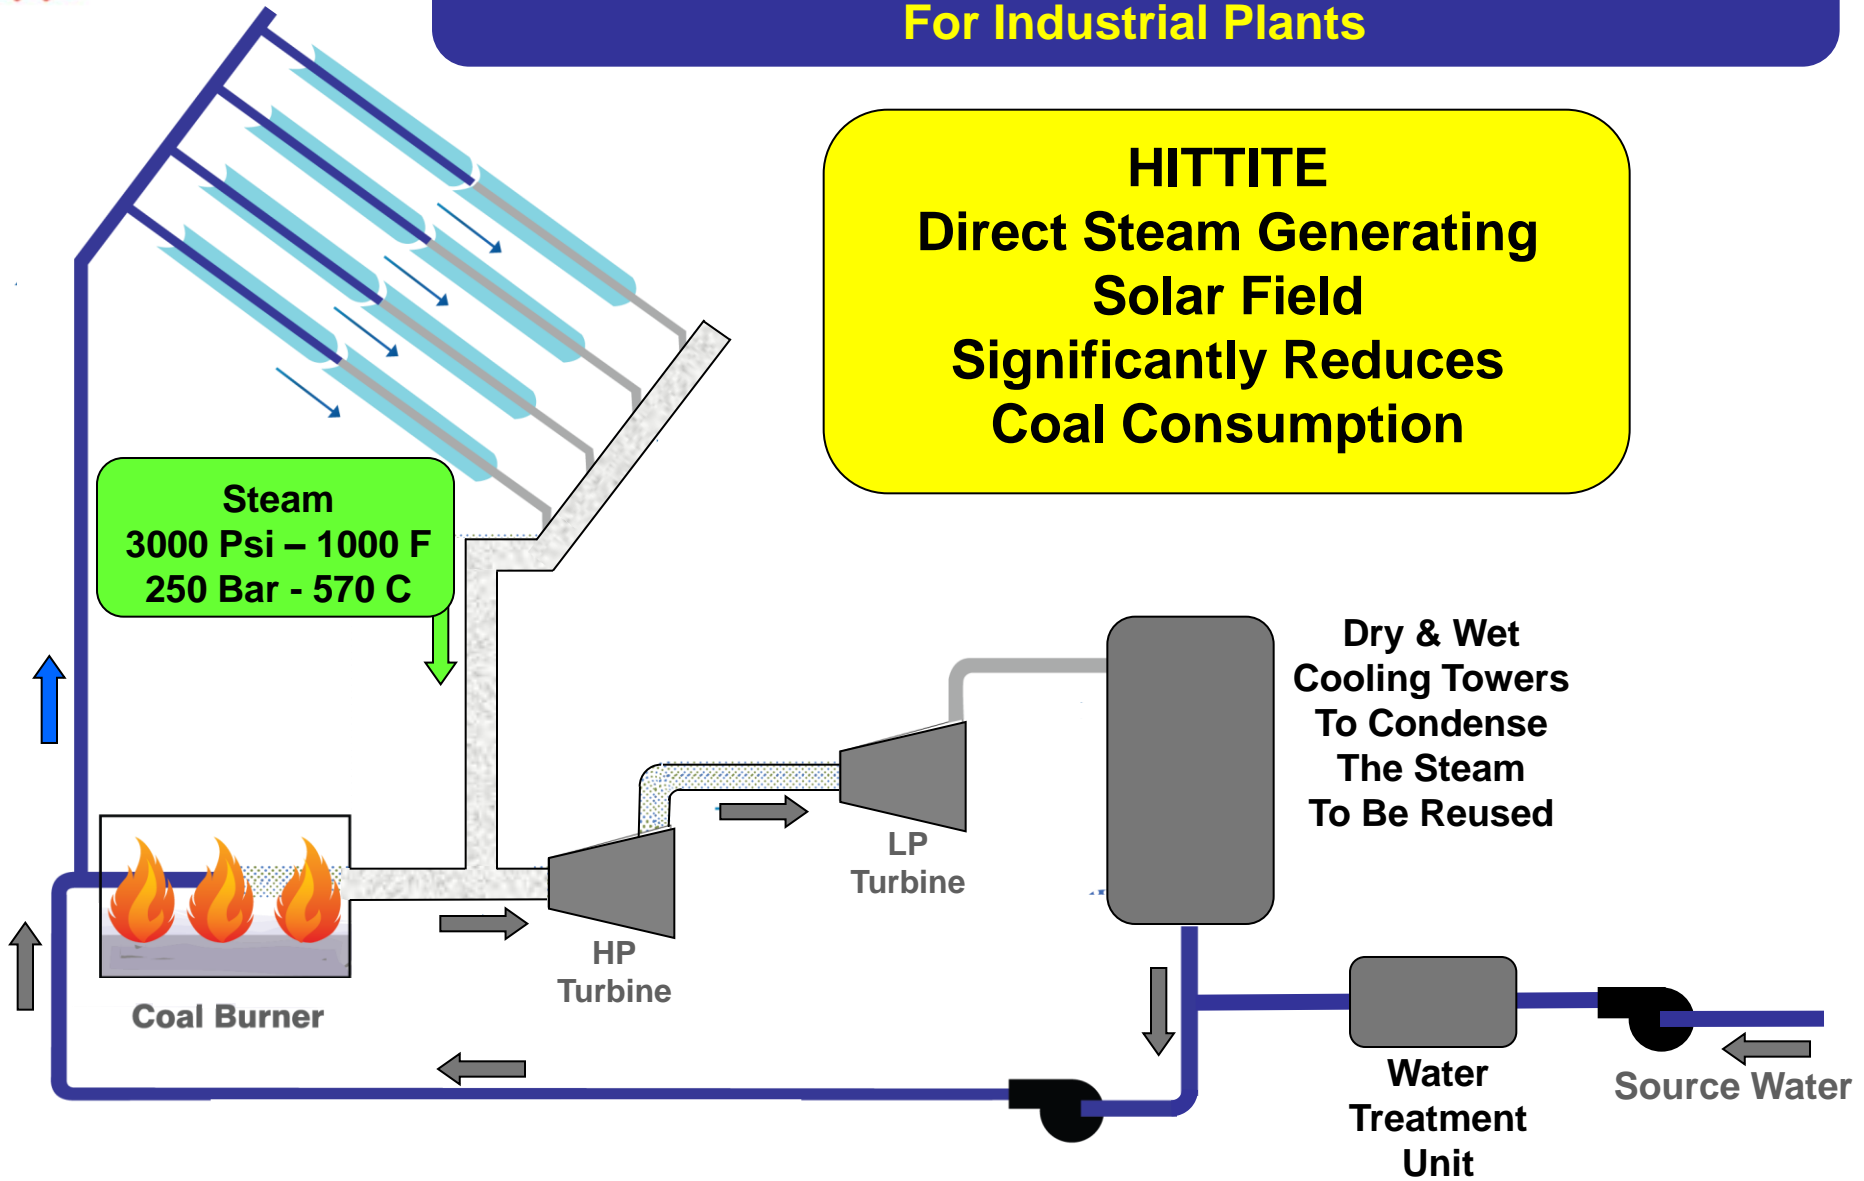 For Industrial Plants
HITTITE
Direct Steam Generating
Solar Field
Significantly Reduces
Coal Consumption
Steam
3000 Psi – 1000 F
250 Bar - 570 C
Dry & Wet
Cooling Towers
To Condense
The Steam
To Be Reused
LP
Turbine
HP
Turbine
Coal Burner
Water
Treatment
Unit
Source Water